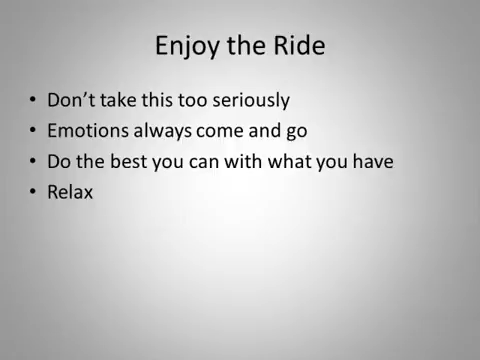 Enjoy the Ride
• Don’t take this too seriously
• Emotions always come and go
• Do the best you can with what you have
• Relax